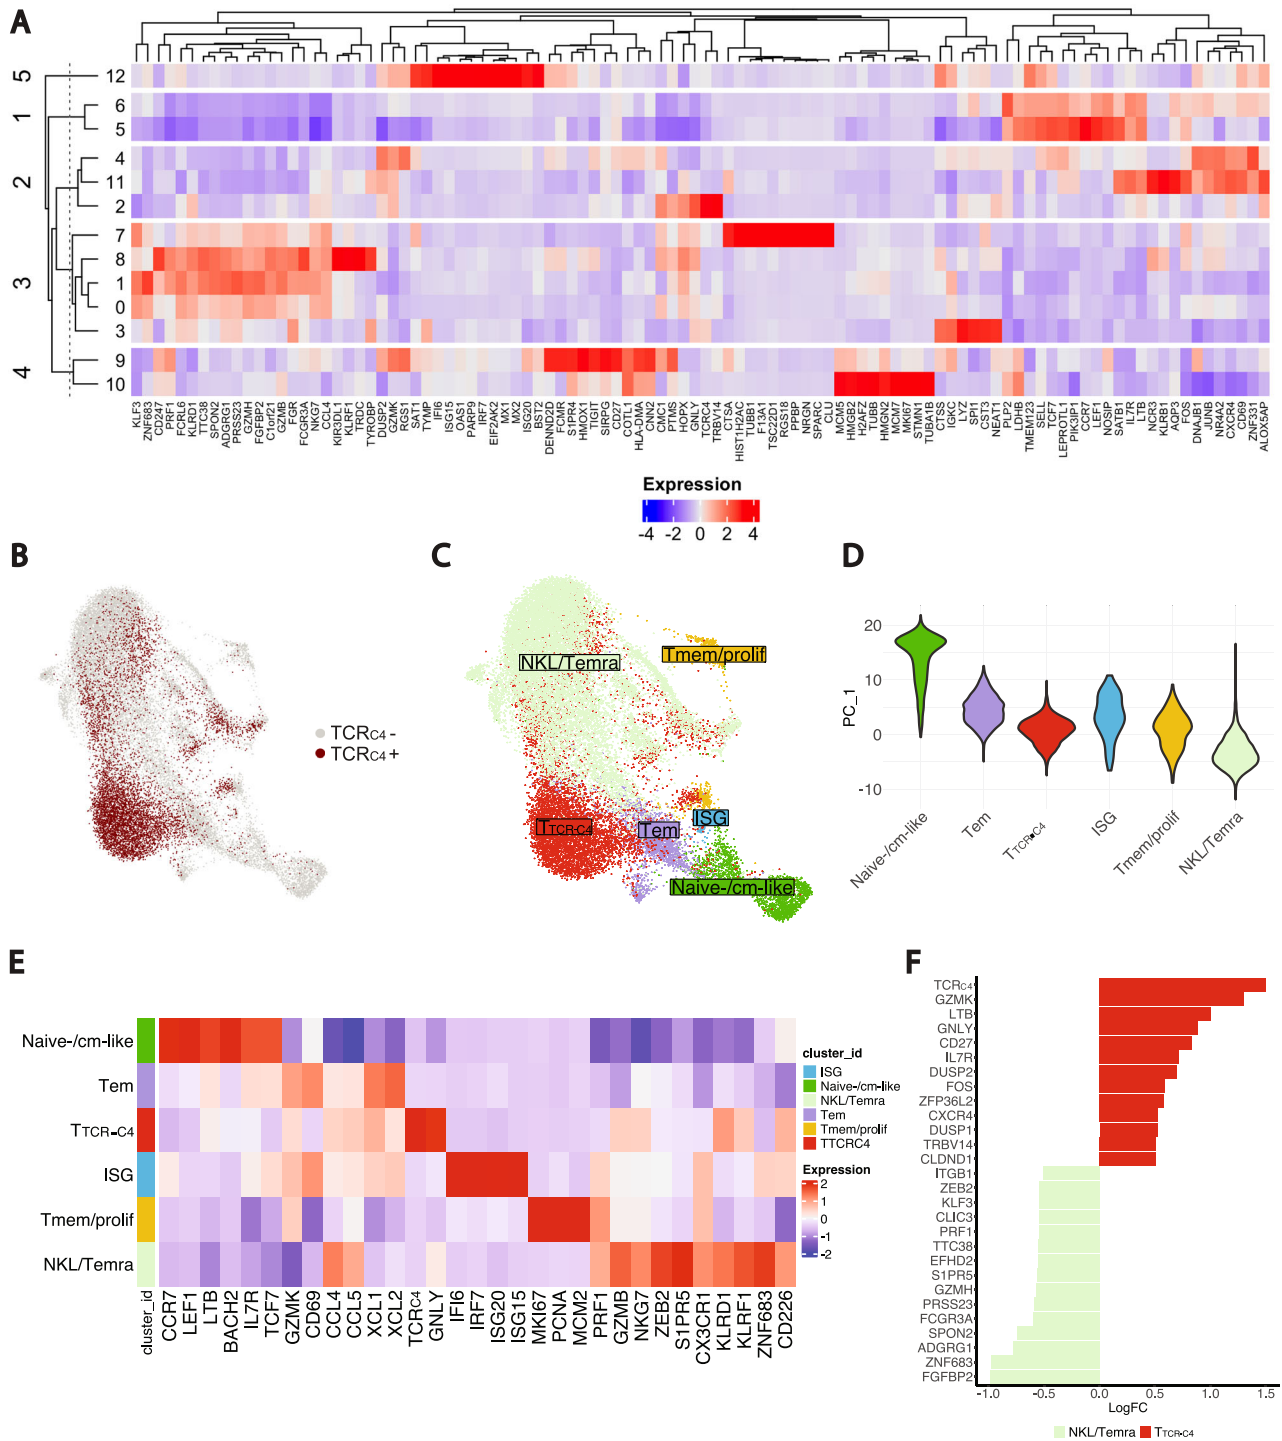 A
5
12
1
6
5
2
4
11
2
3
7
8
1
0
3
4
9
10
KLF3
ZNF683
CD247
PRF1
FCRL6
KLRD1
TTC38
SPON2
ADGRG1
PRSS23
GZMH
FGFBP2
C1orf21
GZMB
FGR
FCGR3A
NKG7
CCL4
KIR3DL1
KLRF1
TRDC
TYROBP
DUSP2
GZMK
RGS1
SAT1
TYMP
IFI6
ISG15
OAS1
PARP9
IRF7
EIF2AK2
MX1
MX2
ISG20
BST2
DENND2D
FCMR
S1PR4
HMOX1
TIGIT
SIRPG
CD27
COTL1
HLA-DMA
CNN2
CMC1
PTMS
HOPX
GNLY
TCRC4
TRBV14
CTSA
HIST1H2AC
TUBB1
F13A1
TSC22D1
RGS18
PPBP
NRGN
SPARC
CLU
MCM5
HMGB2
H2AFZ
TUBB
HMGN2
MCM7
MKI67
STMN1
TUBA1B
CTSS
IGKC
LYZ
SPI1
CST3
NEAT1
PLP2
LDHB
TMEM123
SELL
TCF7
LEPROTL1
PIK3IP1
CCR7
LEF1
NOSIP
SATB1
IL7R
LTB
NCR3
KLRB1
AQP3
FOS
DNAJB1
JUNB
NR4A2
CXCR4
CD69
ZNF331
ALOX5AP
Expression
-4 -2 0 2 4
B
TCRC4 -
TCRC4 +
C
NKL/Temra
Tmem/prolif
TTCR-C4
Tem
ISG
Naive-/cm-like
D
PC_1
20
10
0
-10
Naive-/cm-like
Tem
TTCR-C4
ISG
Tmem/prolif
NKL/Temra
E
Naive-/cm-like
Tem
TTCR-C4
ISG
Tmem/prolif
NKL/Temra
cluster_id
CCR7
LEF1
LTB
BACH2
IL7R
TCF7
GZMK
CD69
CCL4
CCL5
XCL1
XCL2
TCRC4
GNLY
IFI6
IRF7
ISG20
ISG15
MKI67
PCNA
MCM2
PRF1
GZMB
NKG7
ZEB2
S1PR5
CX3CR1
KLRD1
KLRF1
ZNF683
CD226
cluster_id
ISG
Naive-/cm-like
NKL/Temra
Tem
Tmem/prolif
TTCRC4
Expression
2
1
0
-1
-2
F
TCRC4
GZMK
LTB
GNLY
CD27
IL7R
DUSP2
FOS
ZFP36L2
CXCR4
DUSP1
TRBV14
CLDND1
ITGB1
ZEB2
KLF3
CLIC3
PRF1
TTC38
EFHD2
S1PR5
GZMH
PRSS23
FCGR3A
SPON2
ADGRG1
ZNF683
FGFBP2
-1.0 -0.5 0.0 0.5 1.0 1.5
LogFC
NKL/Temra TTCR-C4